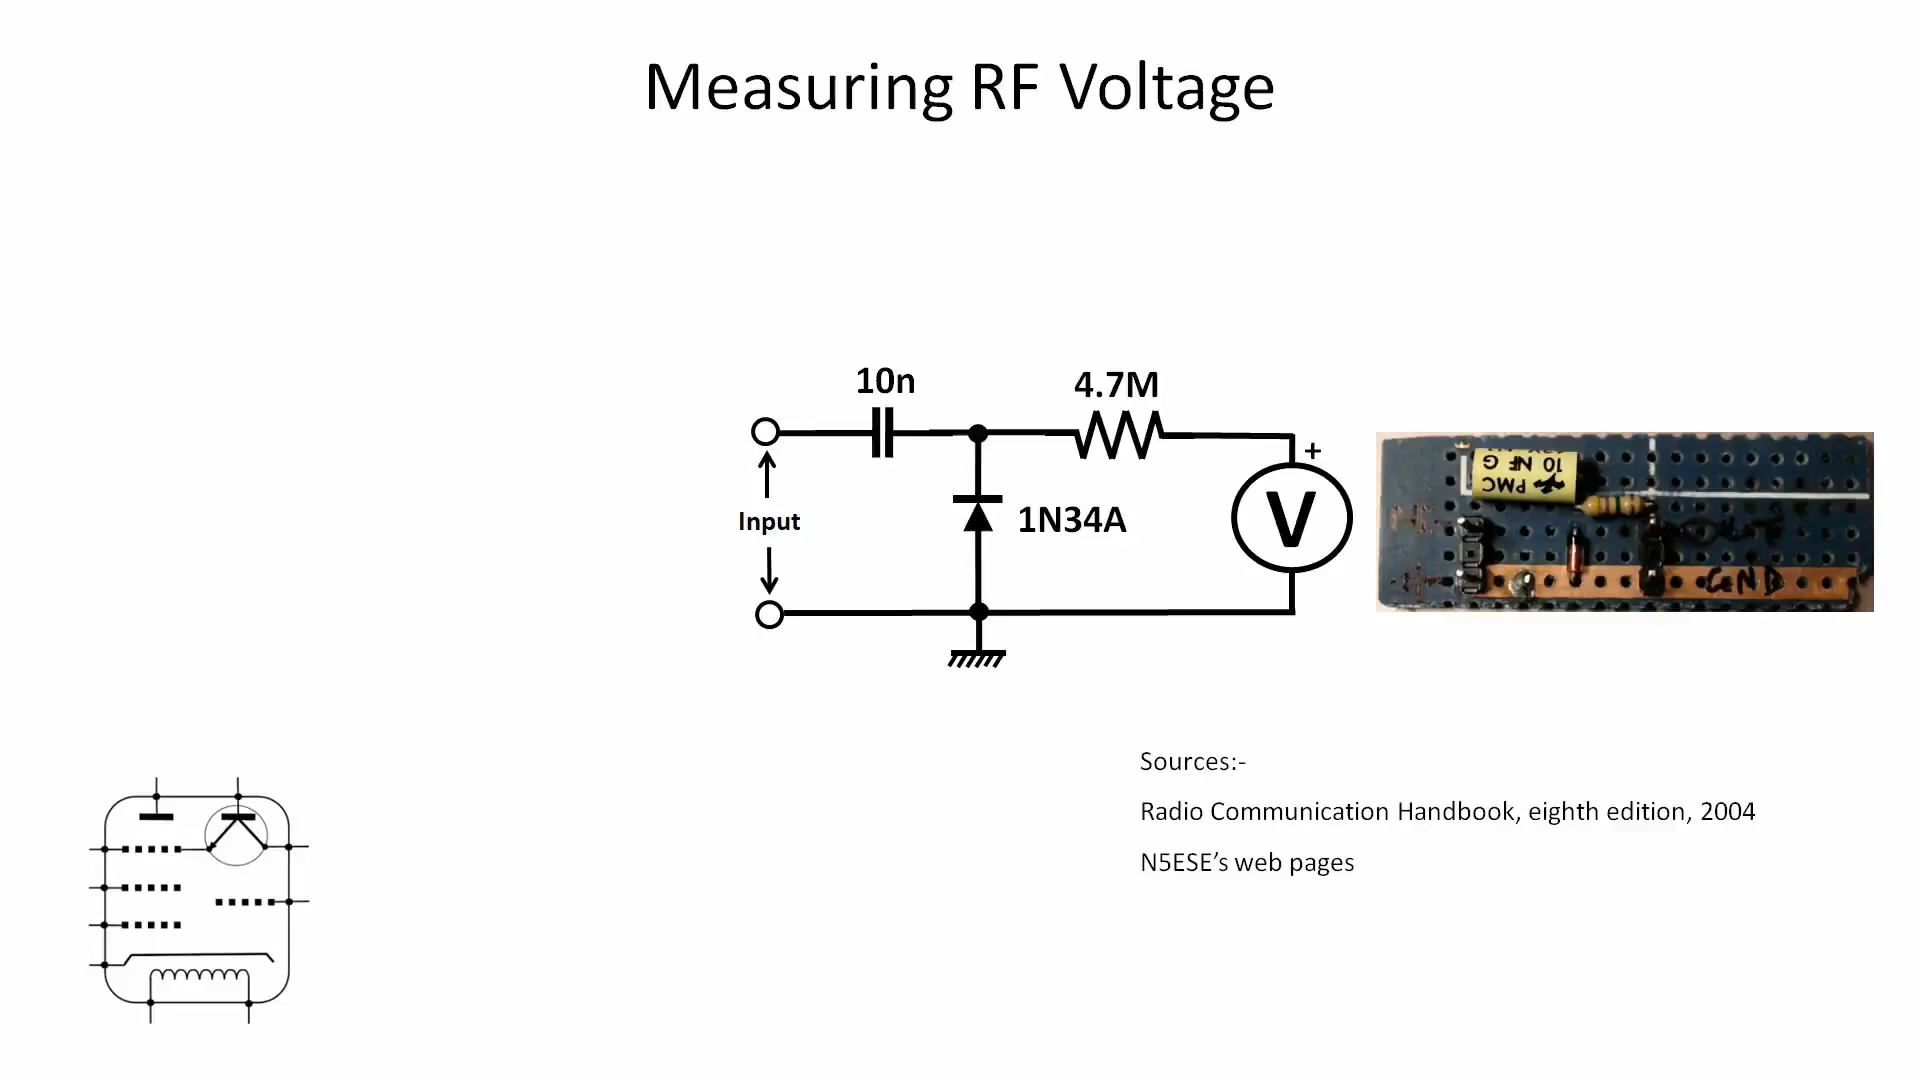 Measuring RF Voltage
10n
4.7M
+
Input
1N34A
V
10 NF G
PMC
GND
Sources:-
Radio Communication Handbook, eighth edition, 2004
N5ESE’s web pages